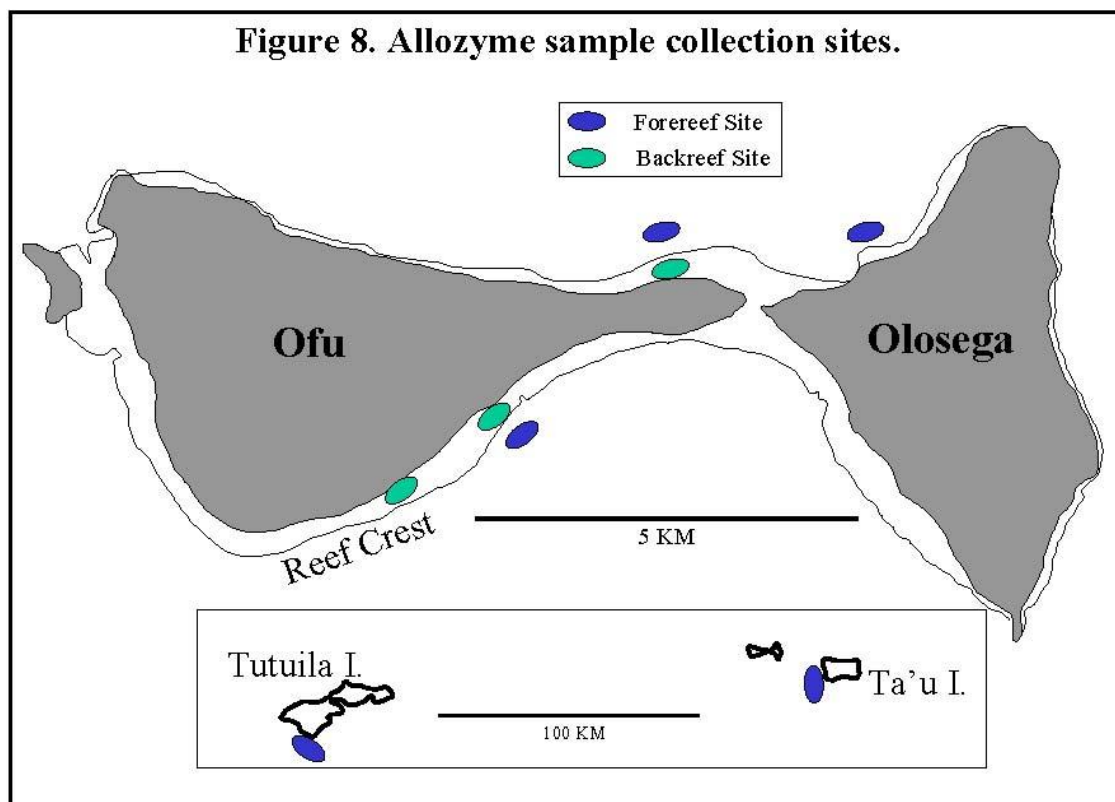 Figure 8. Allozyme sample collection sites.
Forereef Site
Backreef Site
Ofu
Olosega
5 KM
Reef Crest
Tutuila I.
Ta’u I.
100 KM